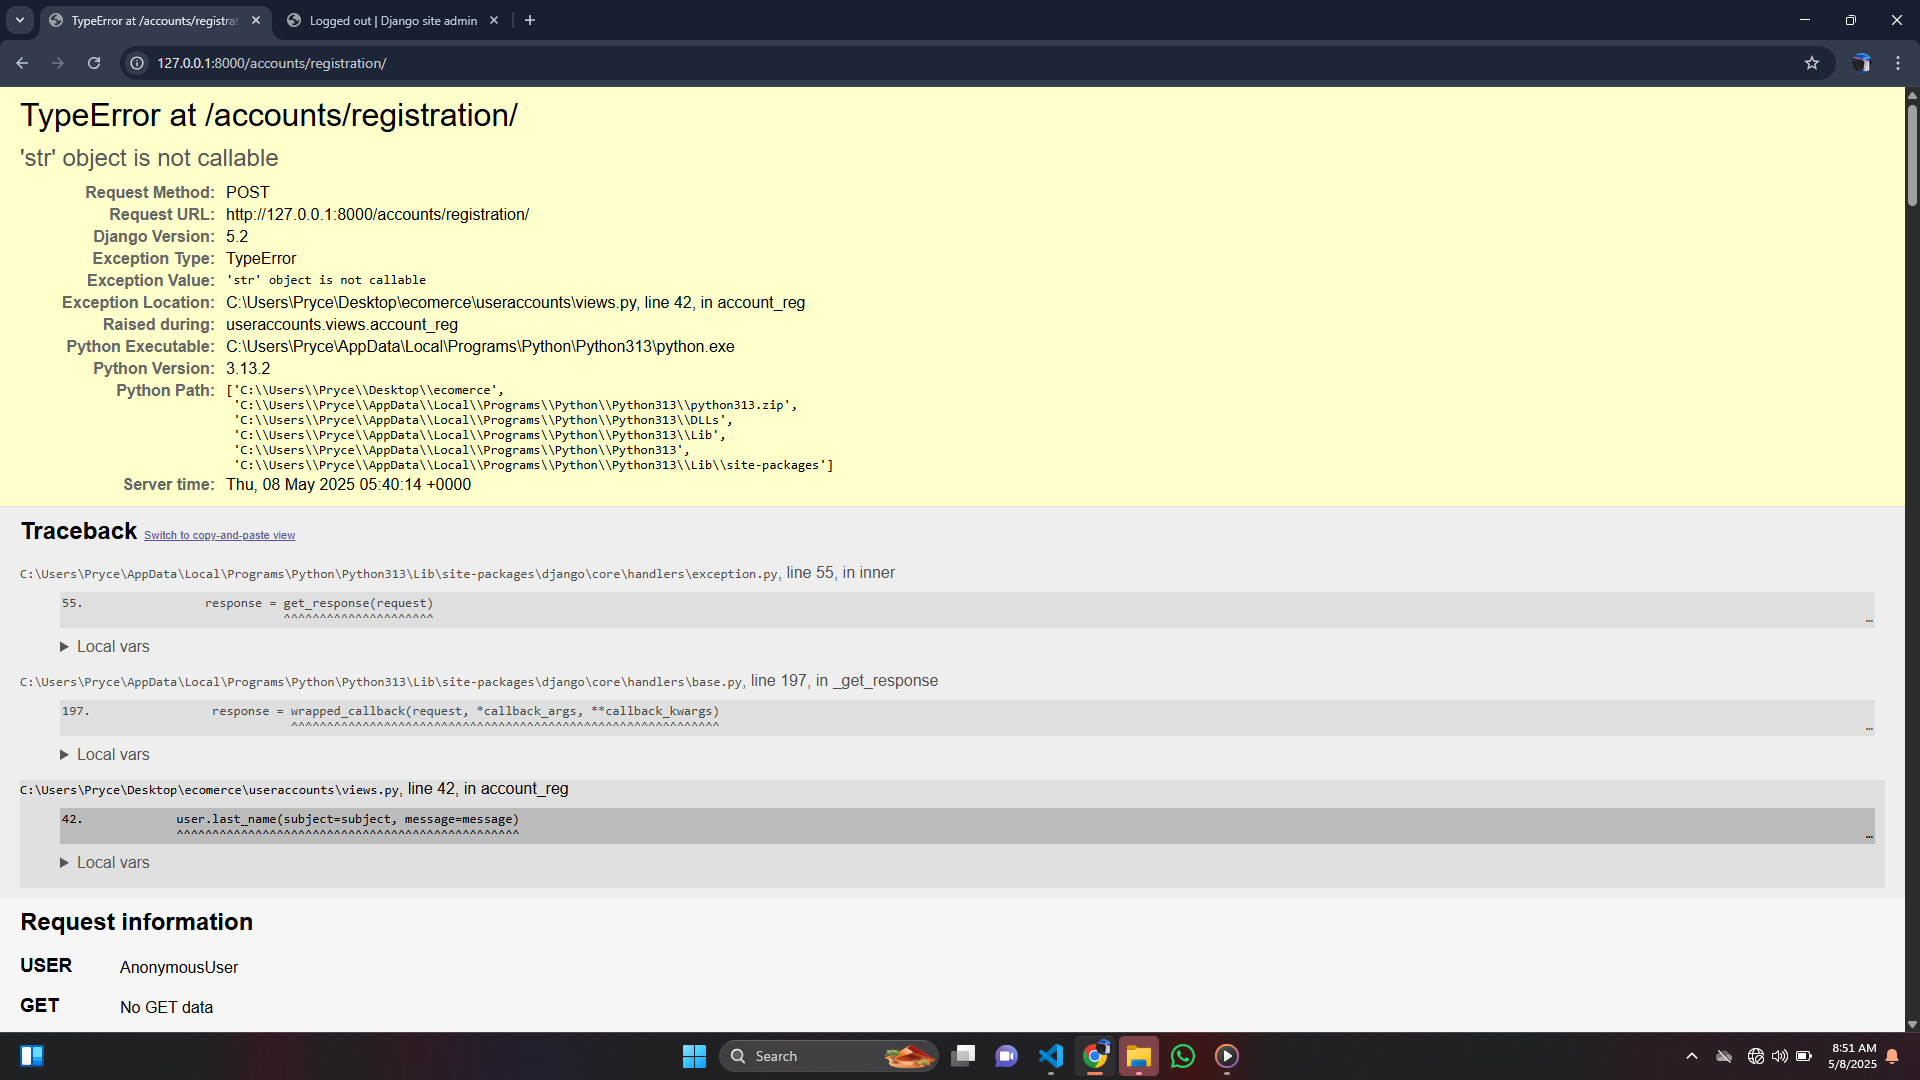 TypeError at /accounts/registrat
Logged out | Django site admin
127.0.0.1:8000/accounts/registration/
TypeError at /accounts/registration/
'str' object is not callable
Request Method: POST
Request URL: http://127.0.0.1:8000/accounts/registration/
Django Version: 5.2
Exception Type: TypeError
Exception Value: 'str' object is not callable
Exception Location: C:\Users\Pryce\Desktop\ecomerce\useraccounts\views.py, line 42, in account_reg
Raised during: useraccounts.views.account_reg
Python Executable: C:\Users\Pryce\AppData\Local\Programs\Python\Python313\python.exe
Python Version: 3.13.2
Python Path: ['C:\\Users\\Pryce\\Desktop\\ecomerce',
'C:\\Users\\Pryce\\AppData\\Local\\Programs\\Python\\Python313\\python313.zip',
'C:\\Users\\Pryce\\AppData\\Local\\Programs\\Python\\Python313\\DLLs',
'C:\\Users\\Pryce\\AppData\\Local\\Programs\\Python\\Python313\\Lib',
'C:\\Users\\Pryce\\AppData\\Local\\Programs\\Python\\Python313',
'C:\\Users\\Pryce\\AppData\\Local\\Programs\\Python\\Python313\\Lib\\site-packages']
Server time: Thu, 08 May 2025 05:40:14 +0000
Traceback Switch to copy-and-paste view
C:\Users\Pryce\AppData\Local\Programs\Python\Python313\Lib\site-packages\django\core\handlers\exception.py, line 55, in inner
55. response = get_response(request)
^^^^^^^^^^^^^^^^^^^^^
…
Local vars
C:\Users\Pryce\AppData\Local\Programs\Python\Python313\Lib\site-packages\django\core\handlers\base.py, line 197, in _get_response
197. response = wrapped_callback(request, *callback_args, **callback_kwargs)
^^^^^^^^^^^^^^^^^^^^^^^^^^^^^^^^^^^^^^^^^^^^^^^^^^^^^^^^^^^^
…
Local vars
C:\Users\Pryce\Desktop\ecomerce\useraccounts\views.py, line 42, in account_reg
42. user.last_name(subject=subject, message=message)
^^^^^^^^^^^^^^^^^^^^^^^^^^^^^^^^^^^^^^^^^^^^^^^^
…
Local vars
Request information
USER AnonymousUser
GET No GET data
Search
8:51 AM
5/8/2025